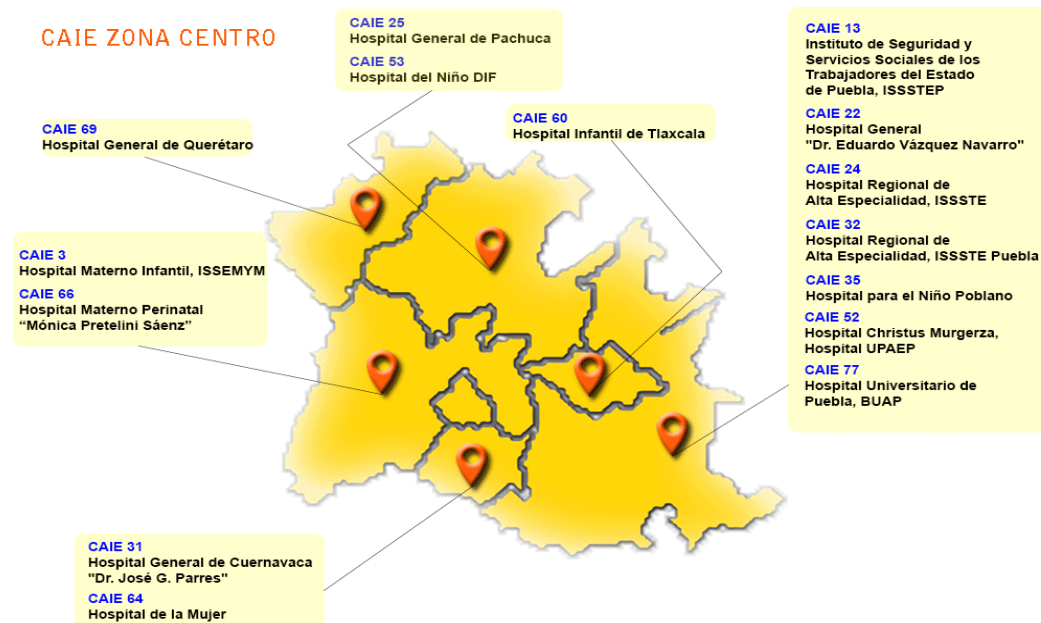 CAIE ZONA CENTRO
CAIE 25
Hospital General de Pachuca
CAIE 53
Hospital del Niño DIF
CAIE 69
Hospital General de Querétaro
CAIE 60
Hospital Infantil de Tlaxcala
CAIE 13
Instituto de Seguridad y
Servicios Sociales de los
Trabajadores del Estado
de Puebla, ISSSTEP
CAIE 22
Hospital General
"Dr. Eduardo Vázquez Navarro"
CAIE 24
Hospital Regional de
Alta Especialidad, ISSSTE
CAIE 32
Hospital Regional de
Alta Especialidad, ISSSTE Puebla
CAIE 35
Hospital para el Niño Poblano
CAIE 52
Hospital Christus Murgerza,
Hospital UPAEP
CAIE 77
Hospital Universitario de
Puebla, BUAP
CAIE 3
Hospital Materno Infantil, ISSEMYM
CAIE 66
Hospital Materno Perinatal
“Mónica Pretelini Sáenz”
CAIE 31
Hospital General de Cuernavaca
"Dr. José G. Parres"
CAIE 64
Hospital de la Mujer